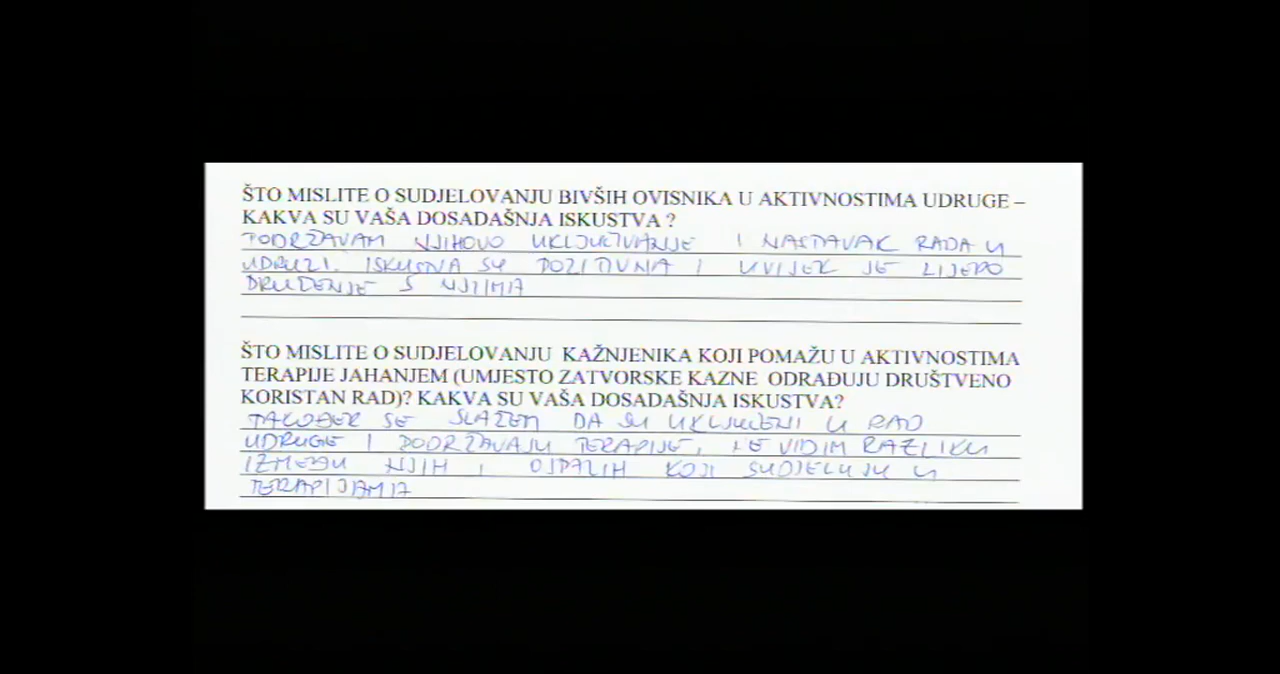 ŠTO MISLITE O SUDJELOVANJU BIVŠIH OVISNIKA U AKTIVNOSTIMA UDRUGE –
KAKVA SU VAŠA DOSADAŠNJA ISKUSTVA ?
PODRŽAVAM NJIHOVO UKLJUČIVANJE I NASTAVAK RADA U
UDRUZI. SU POZITIVNA I UVIJEK JE LIJEPO
DRUŽENJE S NJIMA
ŠTO MISLITE O SUDJELOVANJU KAŽNJENIKA KOJI POMAŽU U AKTIVNOSTIMA
TERAPIJE JAHANJEM (UMJESTO ZATVORSKE KAZNE ODRAĐUJU DRUŠTVENO
KORISTAN RAD)? KAKVA SU VAŠA DOSADAŠNJA ISKUSTVA?
TAKOĐER SE SLAŽEM DA SU UKLJUČENI U RAD
UDRUGE I PODRŽAVAJU TERAPIJE, NE VIDIM RAZLIKU
IZMEĐU NJIH I OSTALIH KOJI SUDJELUJU U
TERAPIJAMA